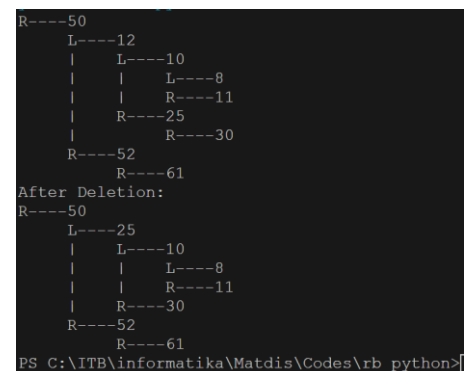 R----50
     L----12
     |    L----10
     |    |    L----8
     |    |    R----11
     |    R----25
     |         R----30
     R----52
          R----61
After Deletion:
R----50
     L----25
     |    L----10
     |    |    L----8
     |    |    R----11
     |    R----30
     R----52
          R----61
PS C:\ITB\informatika\Matdis\Codes\rb python>